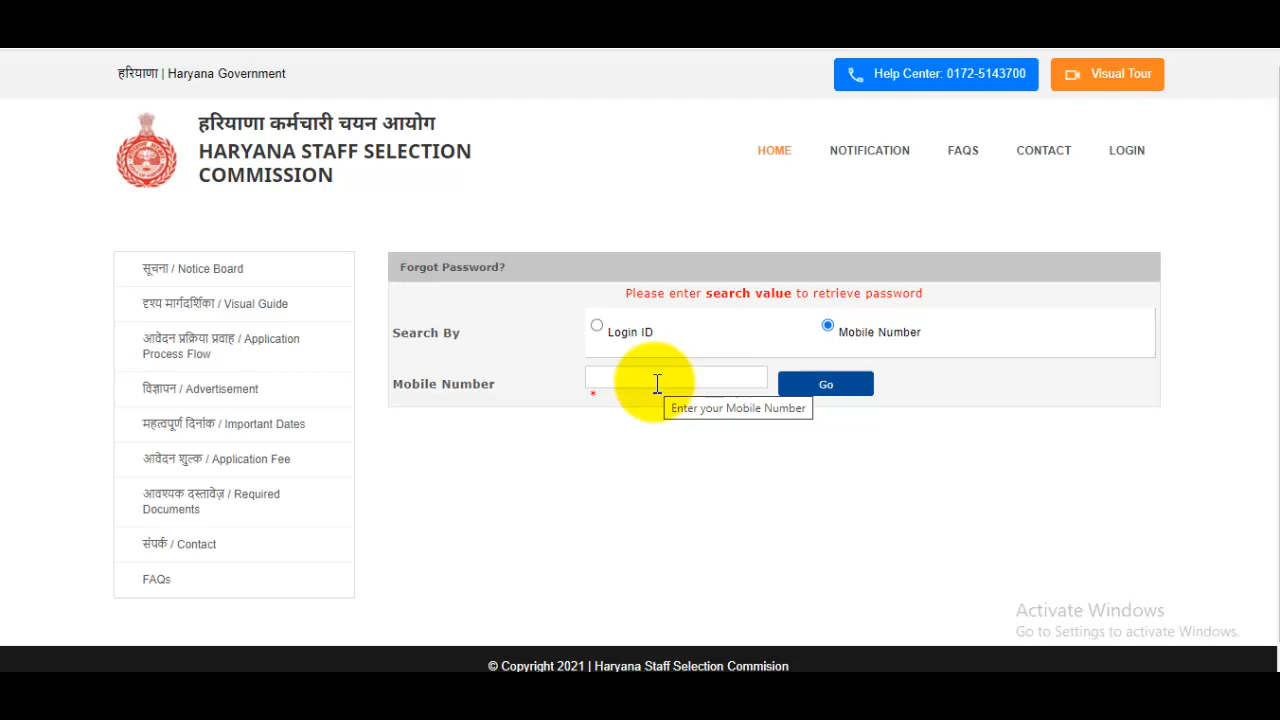 हरियाणा | Haryana Government
Help Center: 0172-5143700
Visual Tour
हरियाणा कर्मचारी चयन आयोग
HARYANA STAFF SELECTION
COMMISSION
HOME
NOTIFICATION
FAQS
CONTACT
LOGIN
सूचना / Notice Board
दृश्य मार्गदर्शिका / Visual Guide
आवेदन प्रक्रिया प्रवाह / Application
Process Flow
विज्ञापन / Advertisement
महत्वपूर्ण दिनांक / Important Dates
आवेदन शुल्क / Application Fee
आवश्यक दस्तावेज़ / Required
Documents
संपर्क / Contact
FAQs
Forgot Password?
Please enter search value to retrieve password
Search By
Login ID
Mobile Number
Mobile Number
Go
*
Enter your Mobile Number
Activate Windows
Go to Settings to activate Windows.
© Copyright 2021 | Haryana Staff Selection Commision